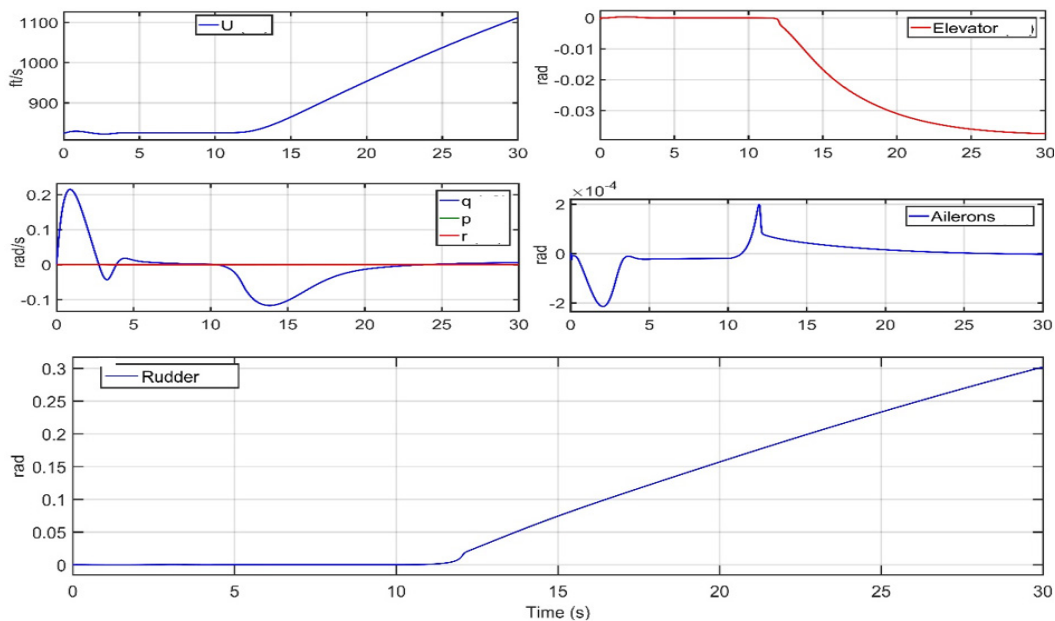 U
1100
1000
900
ft/s
0 5 10 15 20 25 30
Elevator
0
-0.01
-0.02
-0.03
rad
0 5 10 15 20 25 30
q
p
r
0.2
0.1
0
-0.1
rad/s
0 5 10 15 20 25 30
×10⁻⁴
Ailerons
2
0
-2
rad
0 5 10 15 20 25 30
Rudder
0.3
0.25
0.2
0.15
0.1
0.05
0
rad
0 5 10 15 20 25 30
Time (s)